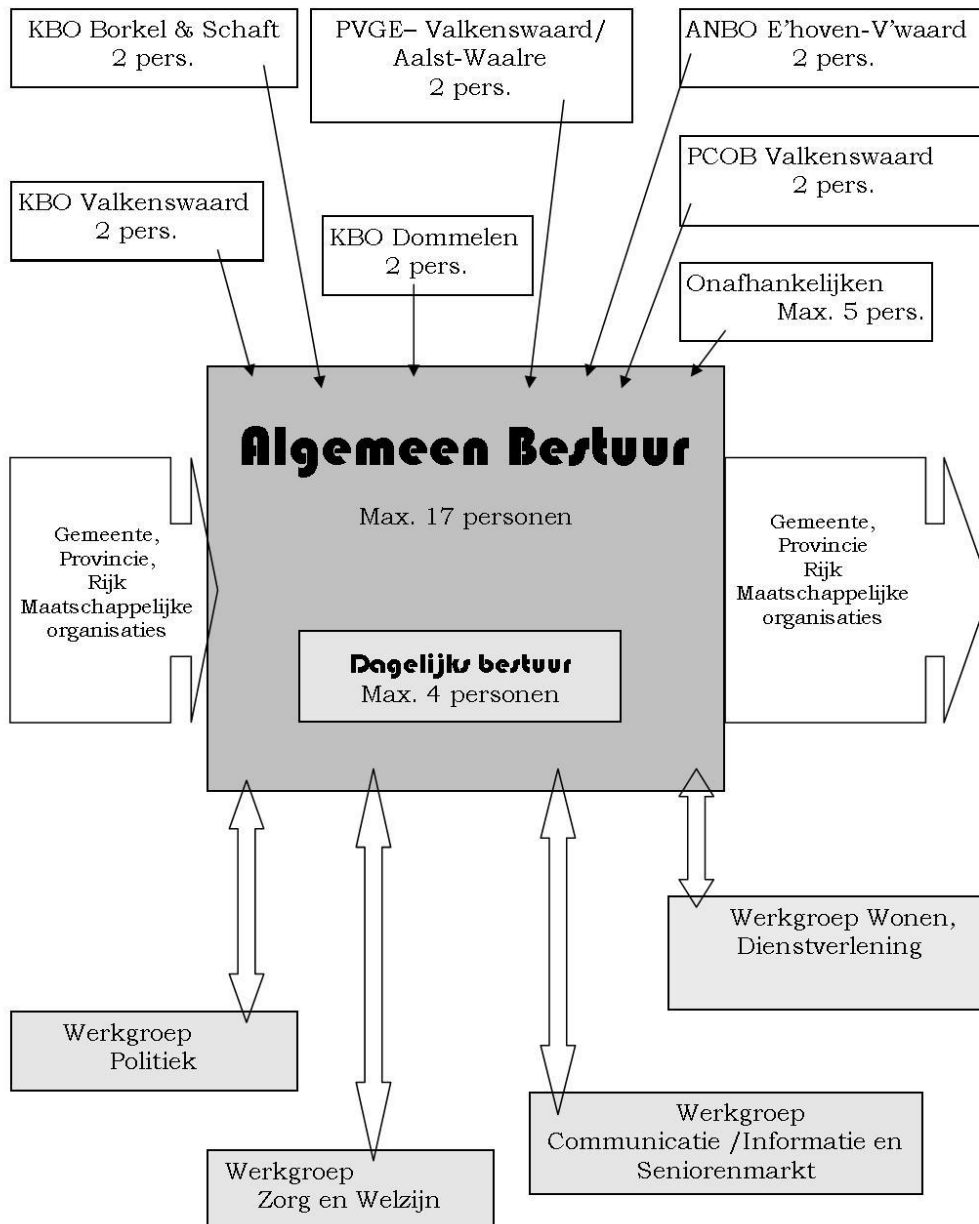 KBO Borkel & Schaft
2 pers.
PVGE– Valkenswaard/
Aalst-Waalre
2 pers.
ANBO E'hoven-V'waard
2 pers.
KBO Valkenswaard
2 pers.
KBO Dommelen
2 pers.
PCOB Valkenswaard
2 pers.
Onafhankelijken
Max. 5 pers.
Algemeen Bestuur
Max. 17 personen
Gemeente,
Provincie,
Rijk
Maatschappelijke
organisaties
Gemeente,
Provincie
Rijk
Maatschappelijke
organisaties
Dagelijks bestuur
Max. 4 personen
Werkgroep Wonen,
Dienstverlening
Werkgroep
Politiek
Werkgroep
Communicatie /Informatie en
Seniorenmarkt
Werkgroep
Zorg en Welzijn